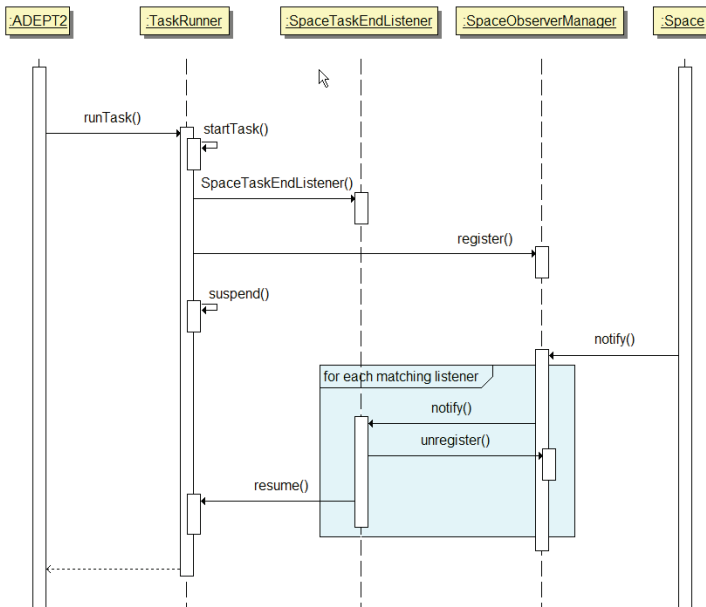 :ADEPT2
:TaskRunner
:SpaceTaskEndListener
:SpaceObserverManager
:Space
runTask()
startTask()
SpaceTaskEndListener()
register()
suspend()
notify()
for each matching listener
notify()
unregister()
resume()